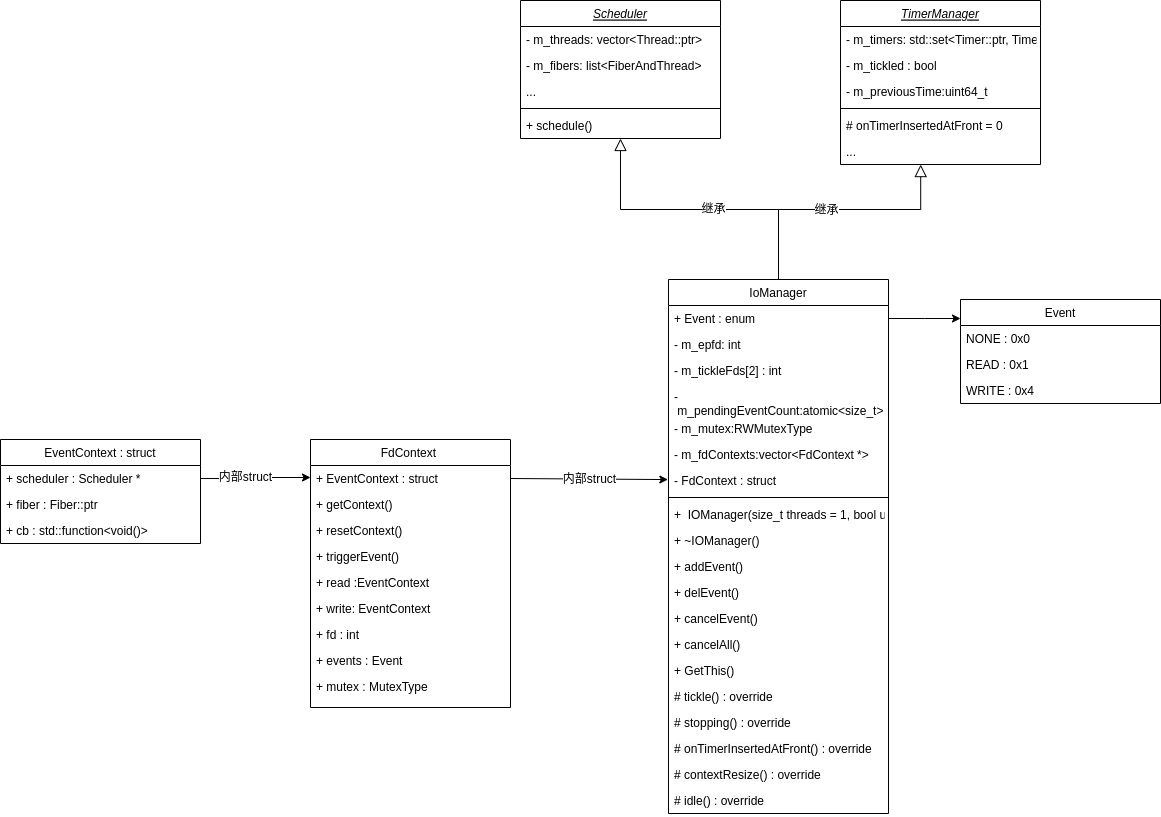 Scheduler
- m_threads: vector<Thread::ptr>
- m_fibers: list<FiberAndThread>
...
+ schedule()
TimerManager
- m_timers: std::set<Timer::ptr, Time
- m_tickled : bool
- m_previousTime:uint64_t
# onTimerInsertedAtFront = 0
...
继承
继承
IoManager
+ Event : enum
- m_epfd: int
- m_tickleFds[2] : int
-
m_pendingEventCount:atomic<size_t>
- m_mutex:RWMutexType
- m_fdContexts:vector<FdContext *>
- FdContext : struct
+  IOManager(size_t threads = 1, bool u
+ ~IOManager()
+ addEvent()
+ delEvent()
+ cancelEvent()
+ cancelAll()
+ GetThis()
# tickle() : override
# stopping() : override
# onTimerInsertedAtFront() : override
# contextResize() : override
# idle() : override
Event
NONE : 0x0
READ : 0x1
WRITE : 0x4
EventContext : struct
+ scheduler : Scheduler *
+ fiber : Fiber::ptr
+ cb : std::function<void()>
内部struct
FdContext
+ EventContext : struct
+ getContext()
+ resetContext()
+ triggerEvent()
+ read :EventContext
+ write: EventContext
+ fd : int
+ events : Event
+ mutex : MutexType
内部struct